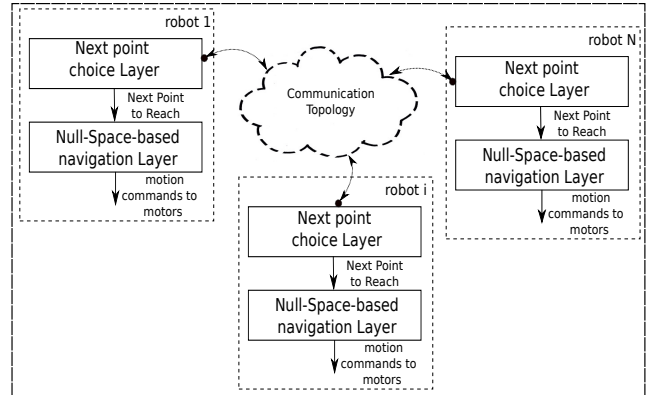 robot 1
Next point
choice Layer
Next Point
to Reach
Null-Space-based
navigation Layer
motion
commands to
motors
Communication
Topology
robot N
Next point
choice Layer
Next Point
to Reach
Null-Space-based
navigation Layer
motion
commands to
motors
robot i
Next point
choice Layer
Next Point
to Reach
Null-Space-based
navigation Layer
motion
commands to
motors